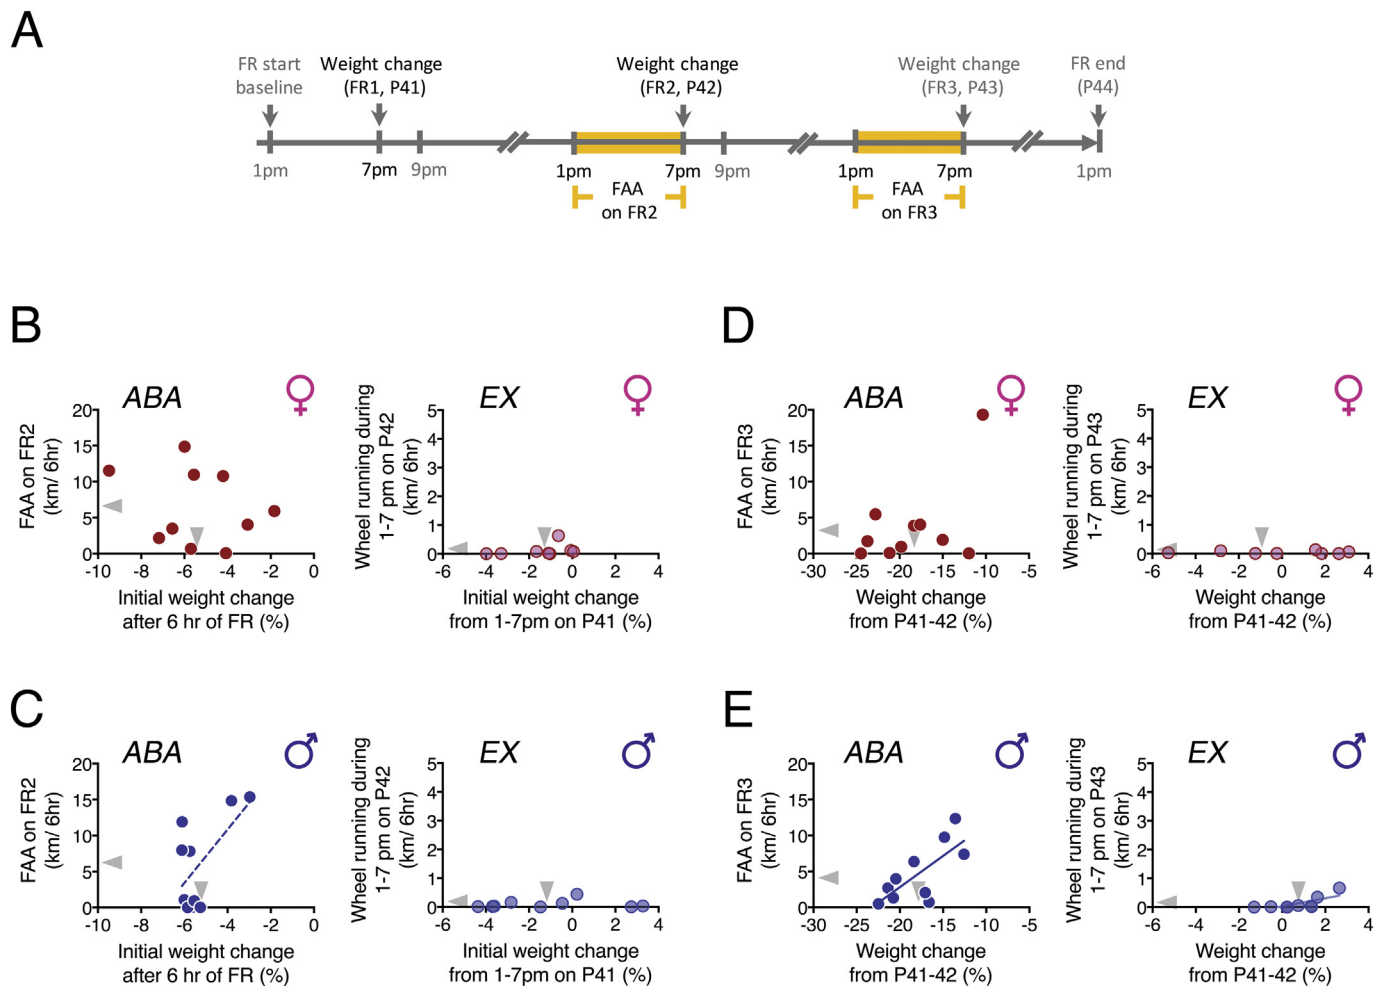 A
FR start
baseline
Weight change
(FR1, P41)
Weight change
(FR2, P42)
Weight change
(FR3, P43)
FR end
(P44)
1pm
7pm
9pm
1pm
7pm
9pm
1pm
7pm
1pm
FAA
on FR2
FAA
on FR3
B
ABA
FAA on FR2
(km/ 6hr)
20
15
10
5
0
-10
-8
-6
-4
-2
0
Initial weight change
after 6 hr of FR (%)
EX
Wheel running during
1-7 pm on P42
(km/ 6hr)
5
4
3
2
1
0
-6
-4
-2
0
2
4
Initial weight change
from 1-7pm on P41 (%)
D
ABA
FAA on FR3
(km/ 6hr)
20
15
10
5
0
-30
-25
-20
-15
-10
-5
Weight change
from P41-42 (%)
EX
Wheel running during
1-7 pm on P43
(km/ 6hr)
5
4
3
2
1
0
-6
-4
-2
0
2
4
Weight change
from P41-42 (%)
C
ABA
FAA on FR2
(km/ 6hr)
20
15
10
5
0
-10
-8
-6
-4
-2
0
Initial weight change
after 6 hr of FR (%)
EX
Wheel running during
1-7 pm on P42
(km/ 6hr)
5
4
3
2
1
0
-6
-4
-2
0
2
4
Initial weight change
from 1-7pm on P41 (%)
E
ABA
FAA on FR3
(km/ 6hr)
20
15
10
5
0
-30
-25
-20
-15
-10
-5
Weight change
from P41-42 (%)
EX
Wheel running during
1-7 pm on P43
(km/ 6hr)
5
4
3
2
1
0
-6
-4
-2
0
2
4
Weight change
from P41-42 (%)